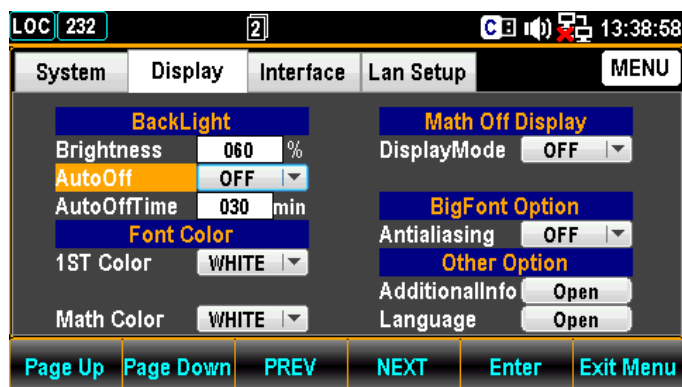 LOC 232 2 C 13:38:58
System Display Interface Lan Setup MENU
BackLight
Brightness 060 %
AutoOff OFF
AutoOffTime 030 min
Font Color
1ST Color WHITE
Math Color WHITE
Math Off Display
DisplayMode OFF
BigFont Option
Antialiasing OFF
Other Option
AdditionalInfo Open
Language Open
Page Up Page Down PREV NEXT Enter Exit Menu